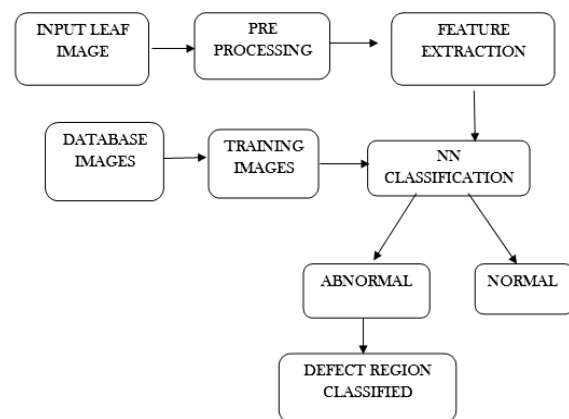 INPUT LEAF
IMAGE
PRE
PROCESSING
FEATURE
EXTRACTION
DATABASE
IMAGES
TRAINING
IMAGES
NN
CLASSIFICATION
ABNORMAL
NORMAL
DEFECT REGION
CLASSIFIED